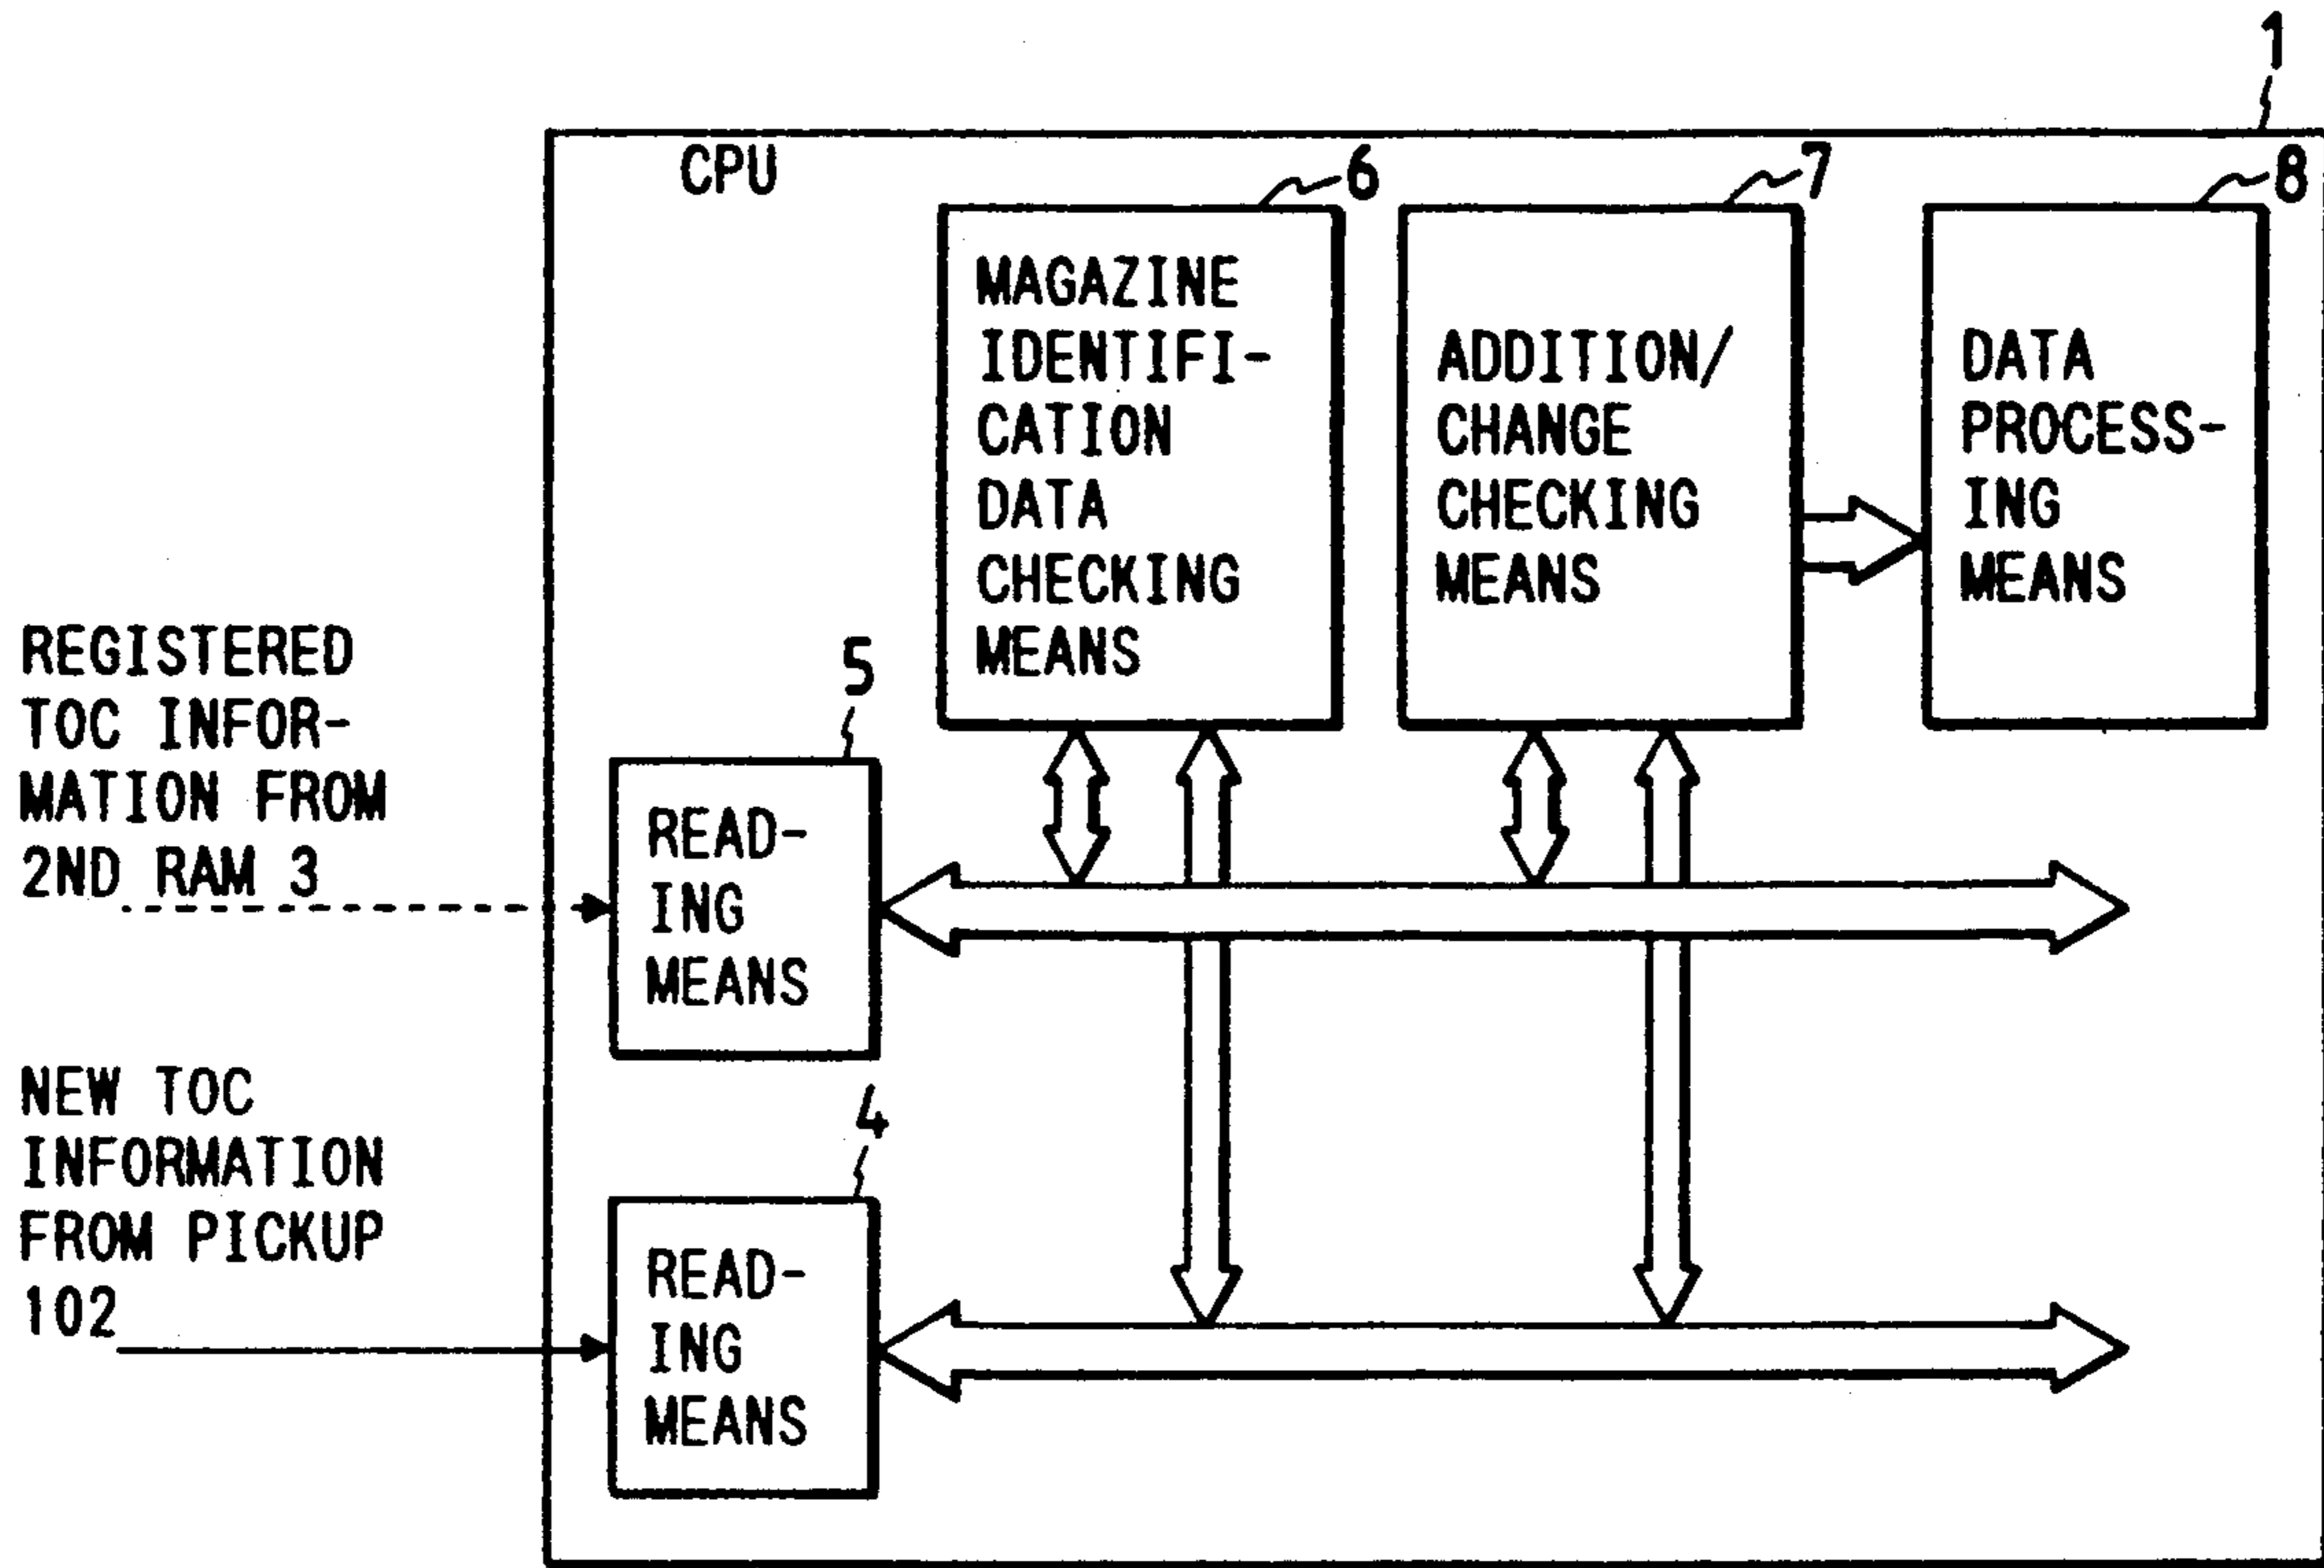 1
CPU
6
7
8
MAGAZINE
IDENTIFI-
CATION
DATA
CHECKING
MEANS
ADDITION/
CHANGE
CHECKING
MEANS
DATA
PROCESS-
ING
MEANS
REGISTERED
TOC INFOR-
MATION FROM
2ND RAM 3
5
READ-
ING
MEANS
NEW TOC
INFORMATION
FROM PICKUP
102
4
READ-
ING
MEANS